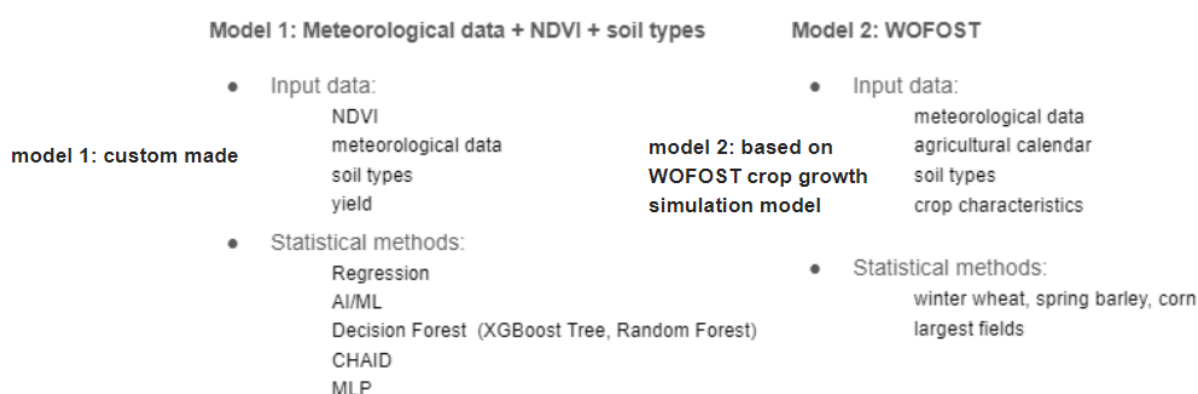 Model 1: Meteorological data + NDVI + soil types
● Input data:
NDVI
meteorological data
soil types
yield
model 1: custom made
● Statistical methods:
Regression
AI/ML
Decision Forest (XGBoost Tree, Random Forest)
CHAID
MLP
Model 2: WOFOST
● Input data:
meteorological data
agricultural calendar
soil types
crop characteristics
model 2: based on
WOFOST crop growth
simulation model
● Statistical methods:
winter wheat, spring barley, corn
largest fields